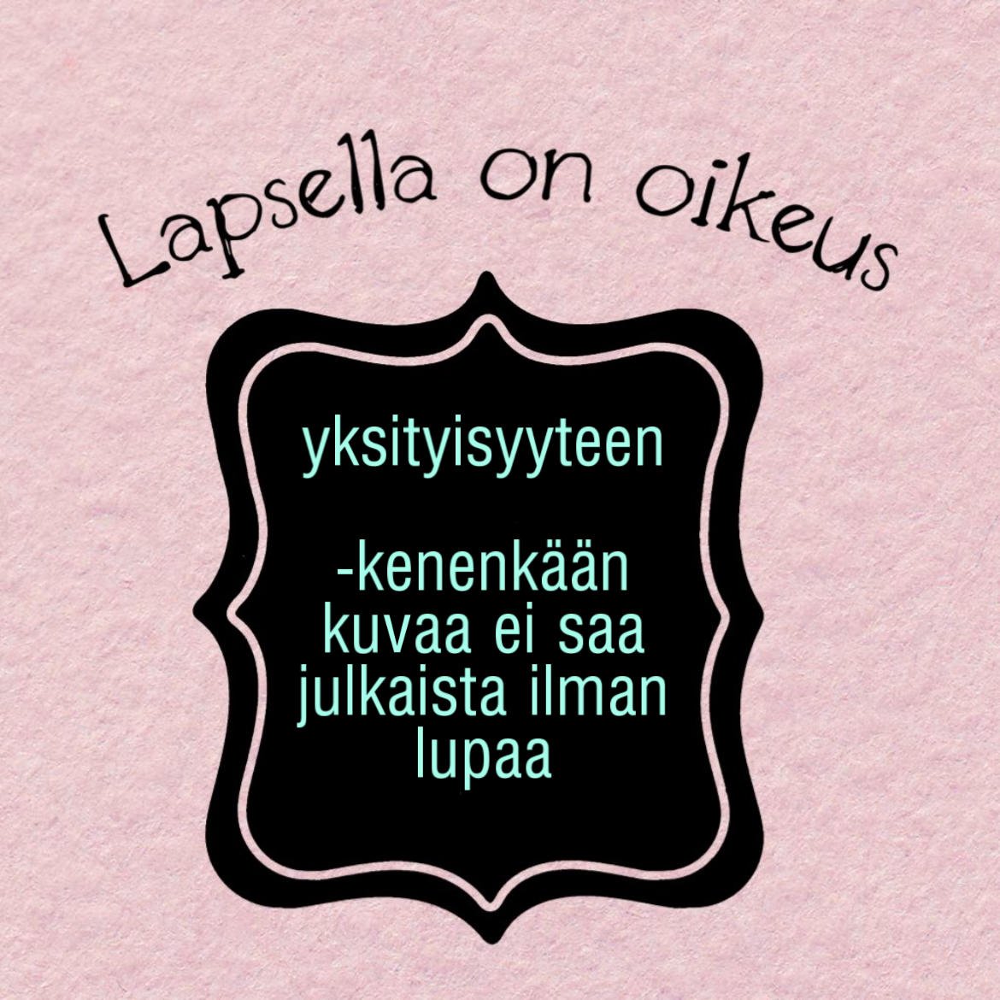 Lapsella on oikeus
yksityisyyteen
-kenenkään
kuvaa ei saa
julkaista ilman
lupaa